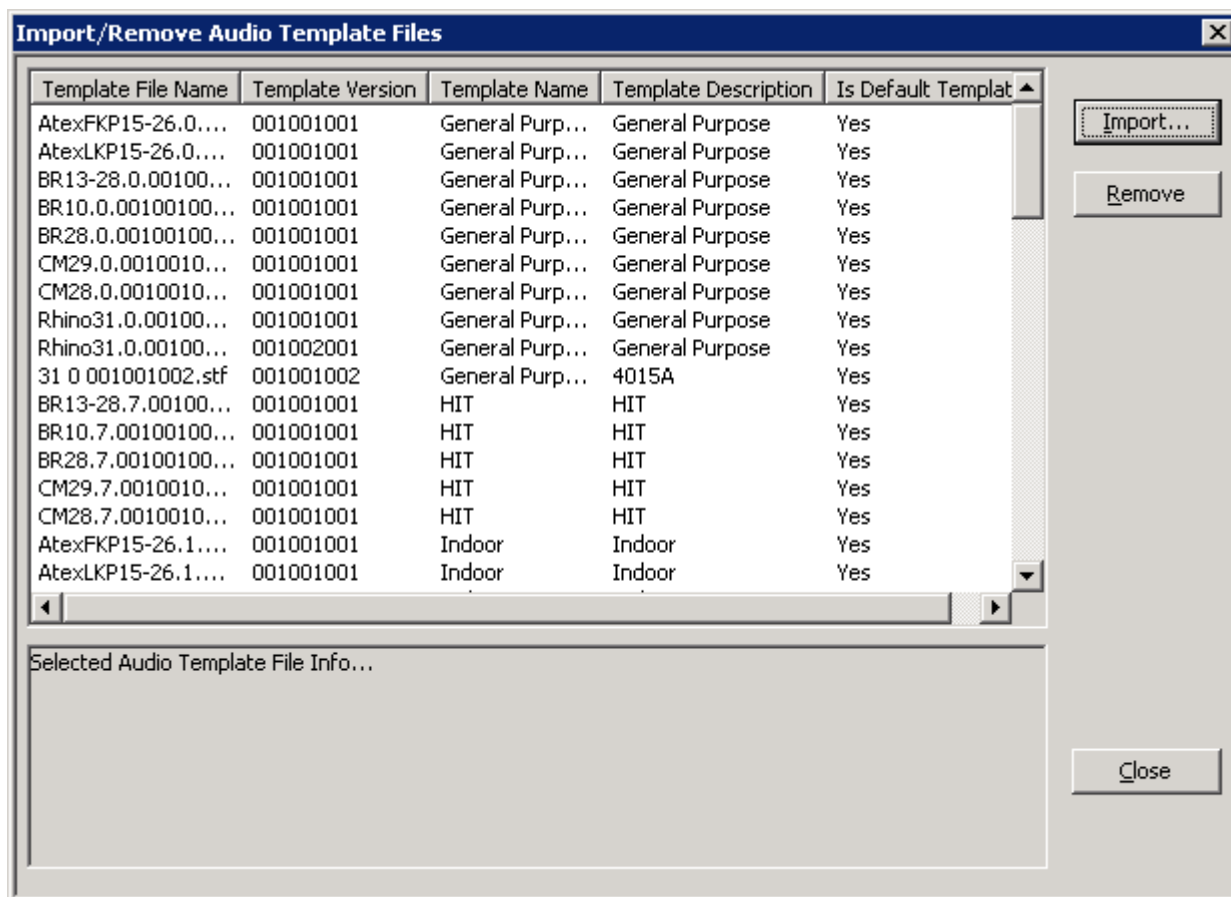 Import/Remove Audio Template Files
Template File Name Template Version Template Name Template Description Is Default Templat
AtexFKP15-26.0.... 001001001 General Purp... General Purpose Yes
AtexLKP15-26.0.... 001001001 General Purp... General Purpose Yes
BR13-28.0.00100... 001001001 General Purp... General Purpose Yes
BR10.0.00100100... 001001001 General Purp... General Purpose Yes
BR28.0.00100100... 001001001 General Purp... General Purpose Yes
CM29.0.0010010... 001001001 General Purp... General Purpose Yes
CM28.0.0010010... 001001001 General Purp... General Purpose Yes
Rhino31.0.00100... 001001001 General Purp... General Purpose Yes
Rhino31.0.00100... 001002001 General Purp... General Purpose Yes
31 0 001001002.stf 001001002 General Purp... 4015A Yes
BR13-28.7.00100... 001001001 HIT HIT Yes
BR10.7.00100100... 001001001 HIT HIT Yes
BR28.7.00100100... 001001001 HIT HIT Yes
CM29.7.0010010... 001001001 HIT HIT Yes
CM28.7.0010010... 001001001 HIT HIT Yes
AtexFKP15-26.1.... 001001001 Indoor Indoor Yes
AtexLKP15-26.1.... 001001001 Indoor Indoor Yes
Import...
Remove
Selected Audio Template File Info...
Close